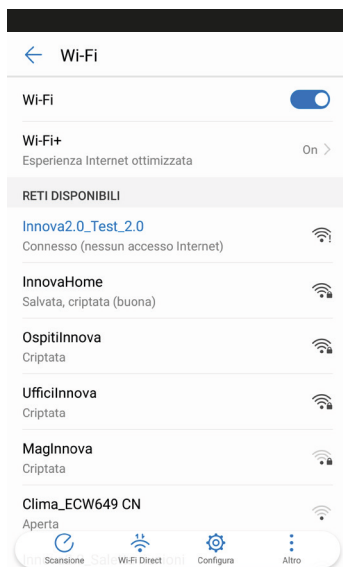 Wi-Fi
Wi-Fi
Wi-Fi+
Esperienza Internet ottimizzata
On
RETI DISPONIBILI
Innova2.0_Test_2.0
Connesso (nessun accesso Internet)
InnovaHome
Salvata, criptata (buona)
OspitiInnova
Criptata
UfficiInnova
Criptata
MagInnova
Criptata
Clima_ECW649 CN
Aperta
Scansione
Wi-Fi Direct
Configura
Altro